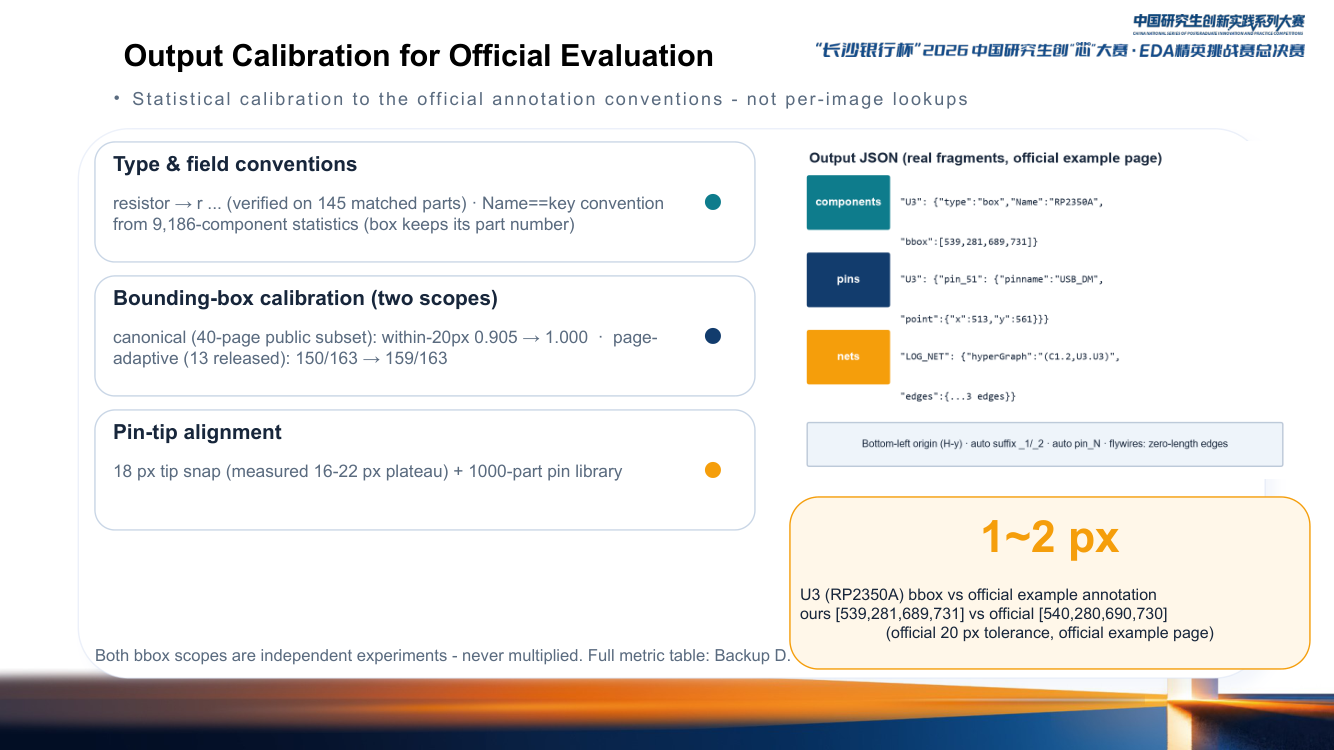 中国研究生创新实践系列大赛
CHINA NATIONAL SERIES OF POSTGRADUATE INNOVATION AND PRACTICE COMPETITIONS
“长沙银行杯”2026中国研究生创“芯”大赛·EDA精英挑战赛总决赛
Output Calibration for Official Evaluation
• Statistical calibration to the official annotation conventions - not per-image lookups
Type & field conventions
resistor → r ... (verified on 145 matched parts) · Name==key convention
from 9,186-component statistics (box keeps its part number)
Bounding-box calibration (two scopes)
canonical (40-page public subset): within-20px 0.905 → 1.000 · page-
adaptive (13 released): 150/163 → 159/163
Pin-tip alignment
18 px tip snap (measured 16-22 px plateau) + 1000-part pin library
Both bbox scopes are independent experiments - never multiplied. Full metric table: Backup D.
Output JSON (real fragments, official example page)
components
"U3": {"type":"box","Name":"RP2350A",
"bbox":[539,281,689,731]}
pins
"U3": {"pin_51": {"pinname":"USB_DM",
"point":{"x":513,"y":561}}}
nets
"LOG_NET": {"hyperGraph":"(C1.2,U3.U3)",
"edges":{...3 edges}}
Bottom-left origin (H-y) · auto suffix _1/_2 · auto pin_N · flywires: zero-length edges
1~2 px
U3 (RP2350A) bbox vs official example annotation
ours [539,281,689,731] vs official [540,280,690,730]
(official 20 px tolerance, official example page)